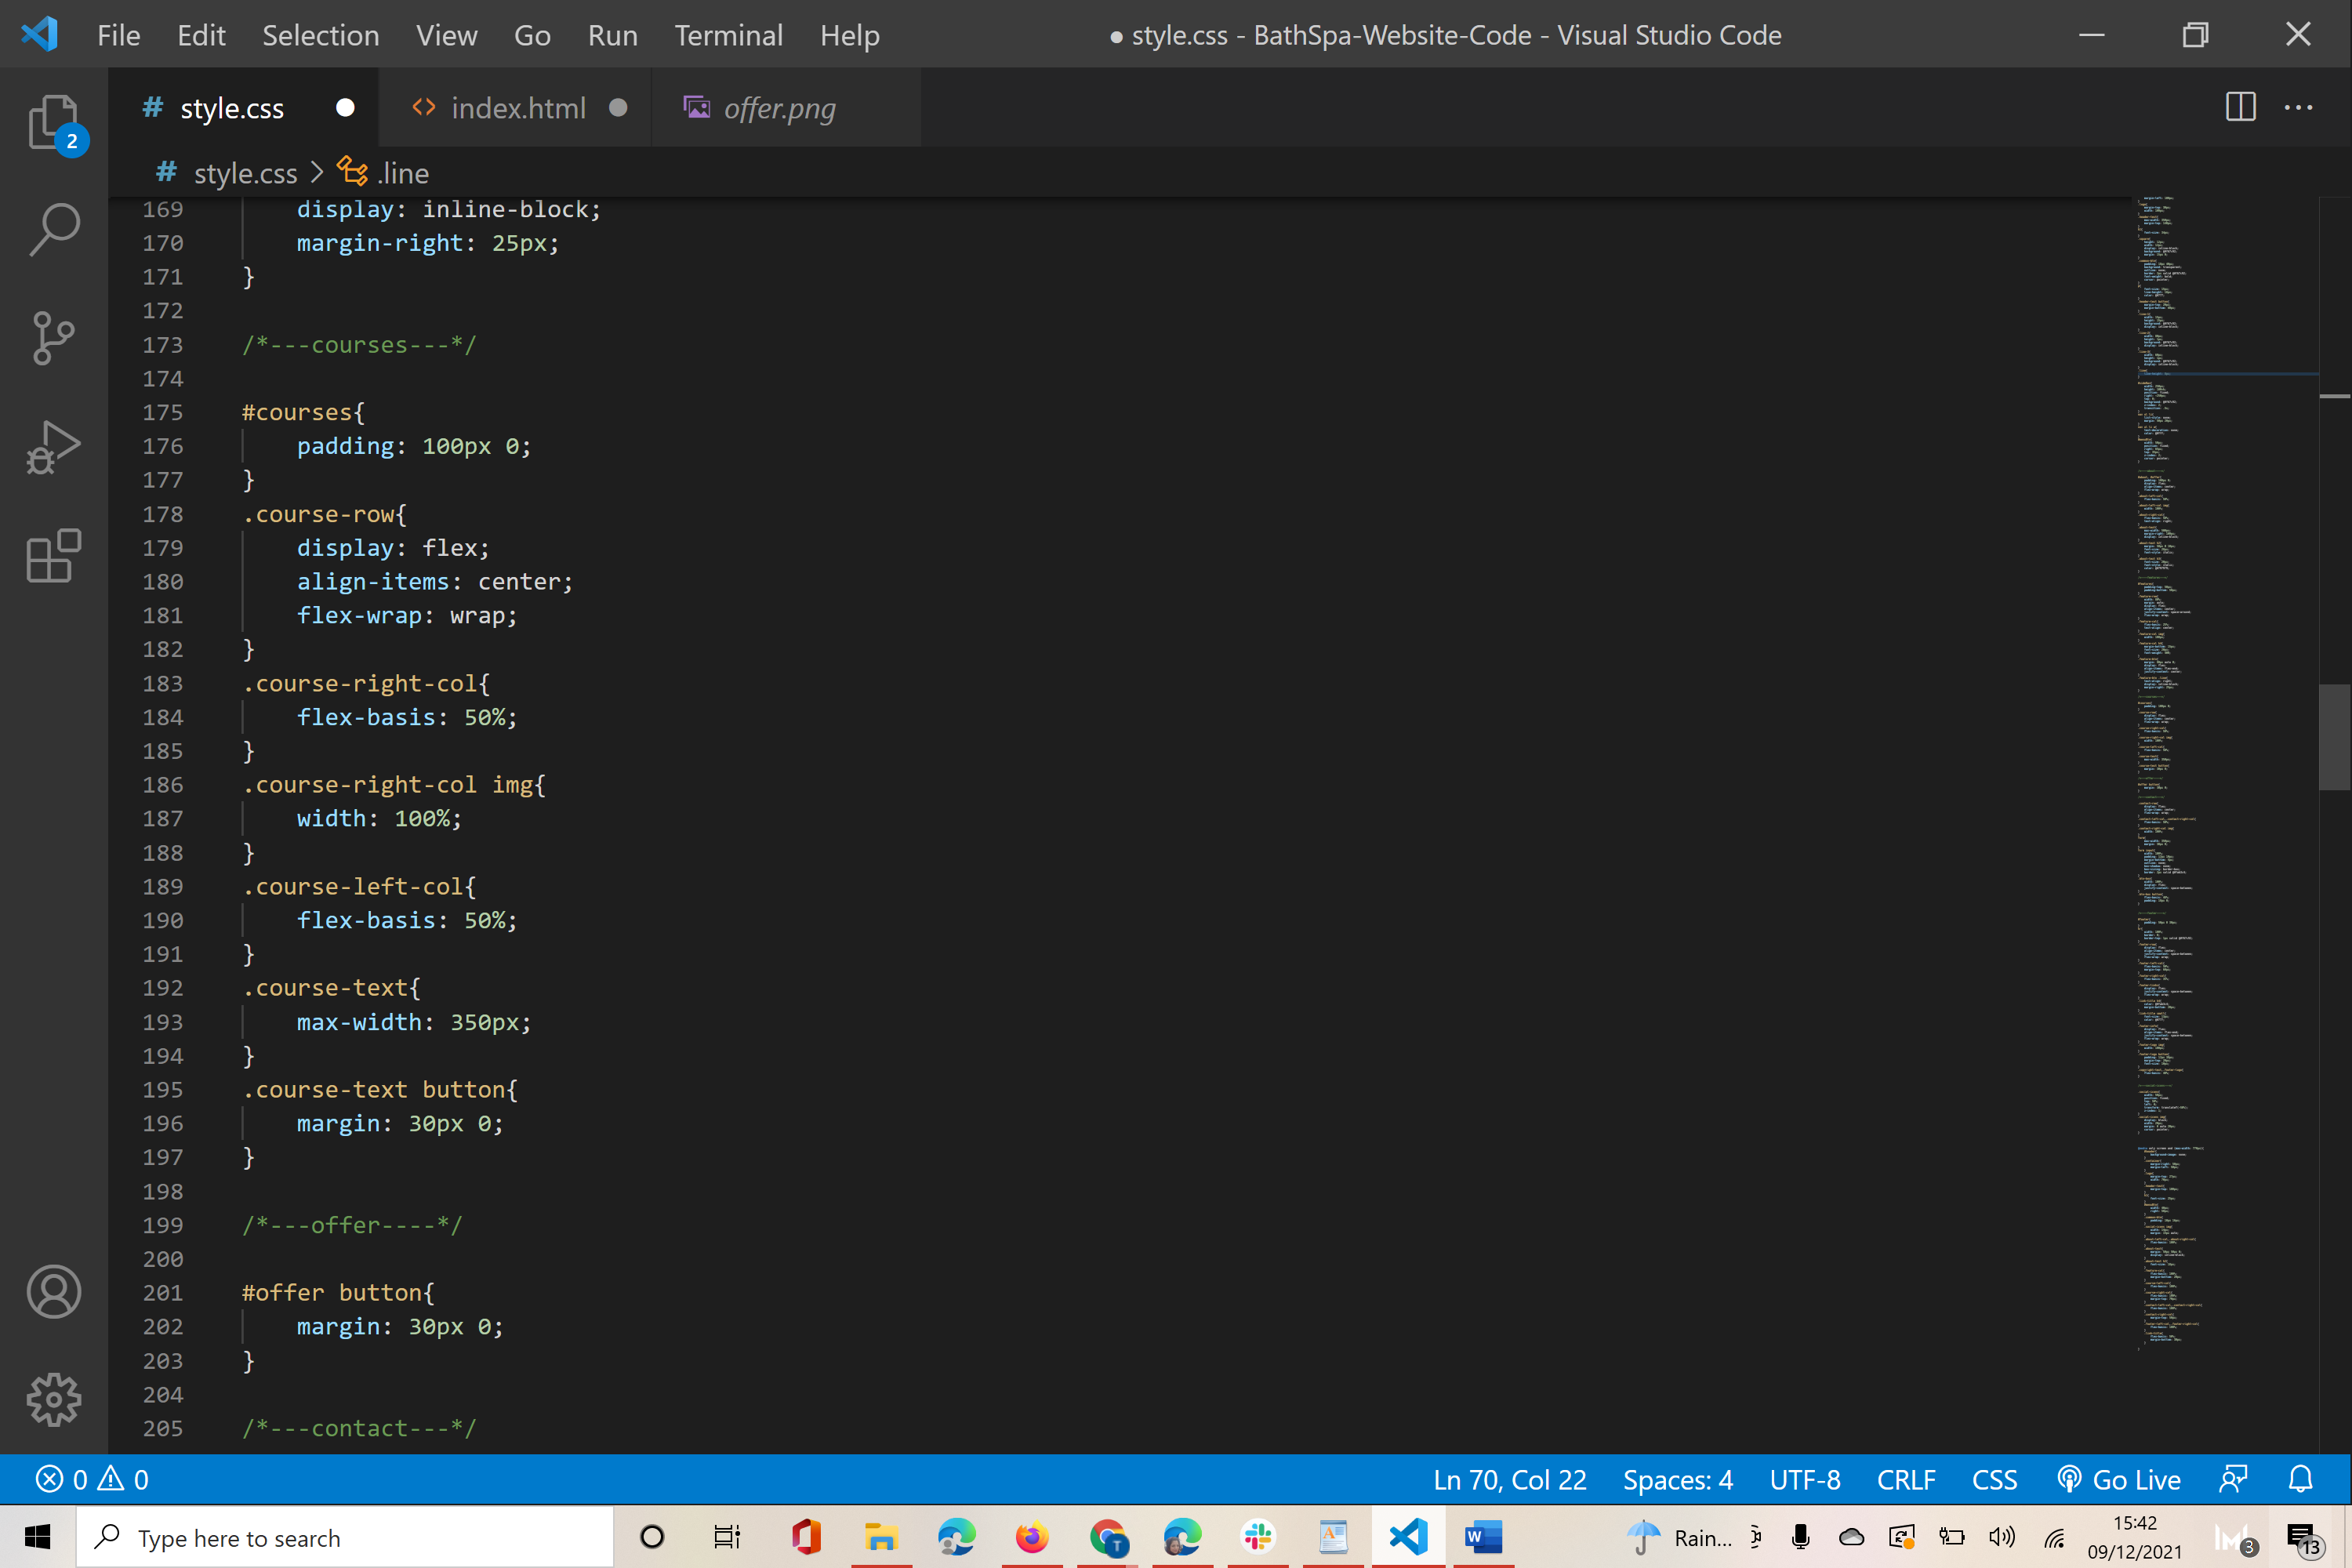 File Edit Selection View Go Run Terminal Help ● style.css - BathSpa-Website-Code - Visual Studio Code
# style.css <> index.html offer.png
2
# style.css > .line
169 display: inline-block;
170 margin-right: 25px;
171 }
172
173 /*---courses---*/
174
175 #courses{
176 padding: 100px 0;
177 }
178 .course-row{
179 display: flex;
180 align-items: center;
181 flex-wrap: wrap;
182 }
183 .course-right-col{
184 flex-basis: 50%;
185 }
186 .course-right-col img{
187 width: 100%;
188 }
189 .course-left-col{
190 flex-basis: 50%;
191 }
192 .course-text{
193 max-width: 350px;
194 }
195 .course-text button{
196 margin: 30px 0;
197 }
198
199 /*---offer----*/
200
201 #offer button{
202 margin: 30px 0;
203 }
204
205 /*---contact---*/
0 0 Ln 70, Col 22 Spaces: 4 UTF-8 CRLF CSS Go Live
Type here to search Rain... 15:42
09/12/2021
3 13